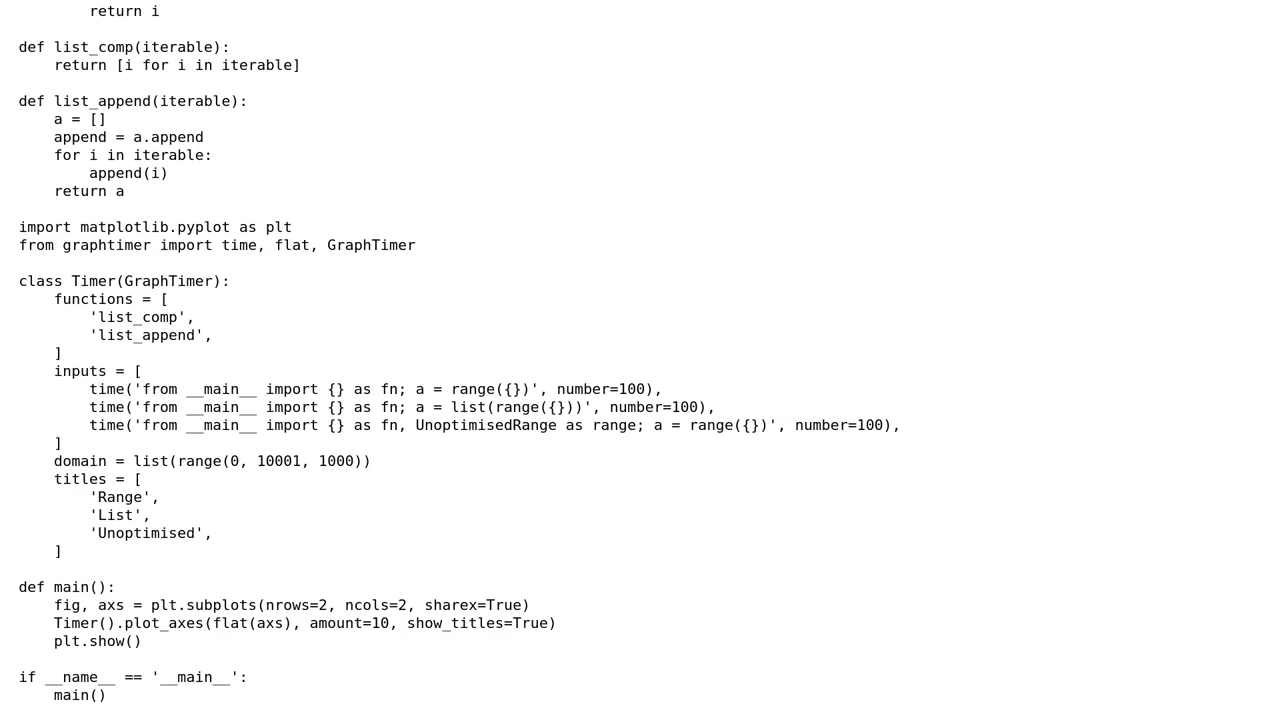 return i

def list_comp(iterable):
    return [i for i in iterable]

def list_append(iterable):
    a = []
    append = a.append
    for i in iterable:
        append(i)
    return a

import matplotlib.pyplot as plt
from graphtimer import time, flat, GraphTimer

class Timer(GraphTimer):
    functions = [
        'list_comp',
        'list_append',
    ]
    inputs = [
        time('from __main__ import {} as fn; a = range({})', number=100),
        time('from __main__ import {} as fn; a = list(range({}))', number=100),
        time('from __main__ import {} as fn, UnoptimisedRange as range; a = range({})', number=100),
    ]
    domain = list(range(0, 10001, 1000))
    titles = [
        'Range',
        'List',
        'Unoptimised',
    ]

def main():
    fig, axs = plt.subplots(nrows=2, ncols=2, sharex=True)
    Timer().plot_axes(flat(axs), amount=10, show_titles=True)
    plt.show()

if __name__ == '__main__':
    main()